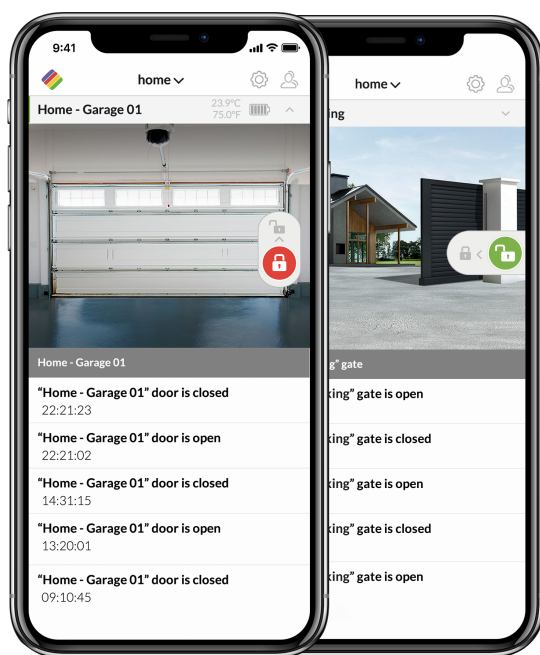 9:41
home
Home - Garage 01
23.9°C
75.0°F
Home - Garage 01
“Home - Garage 01” door is closed
22:21:23
“Home - Garage 01” door is open
22:21:02
“Home - Garage 01” door is closed
14:31:15
“Home - Garage 01” door is open
13:20:01
“Home - Garage 01” door is closed
09:10:45
home
ing
g” gate
king” gate is open
king” gate is closed
king” gate is open
king” gate is closed
king” gate is open